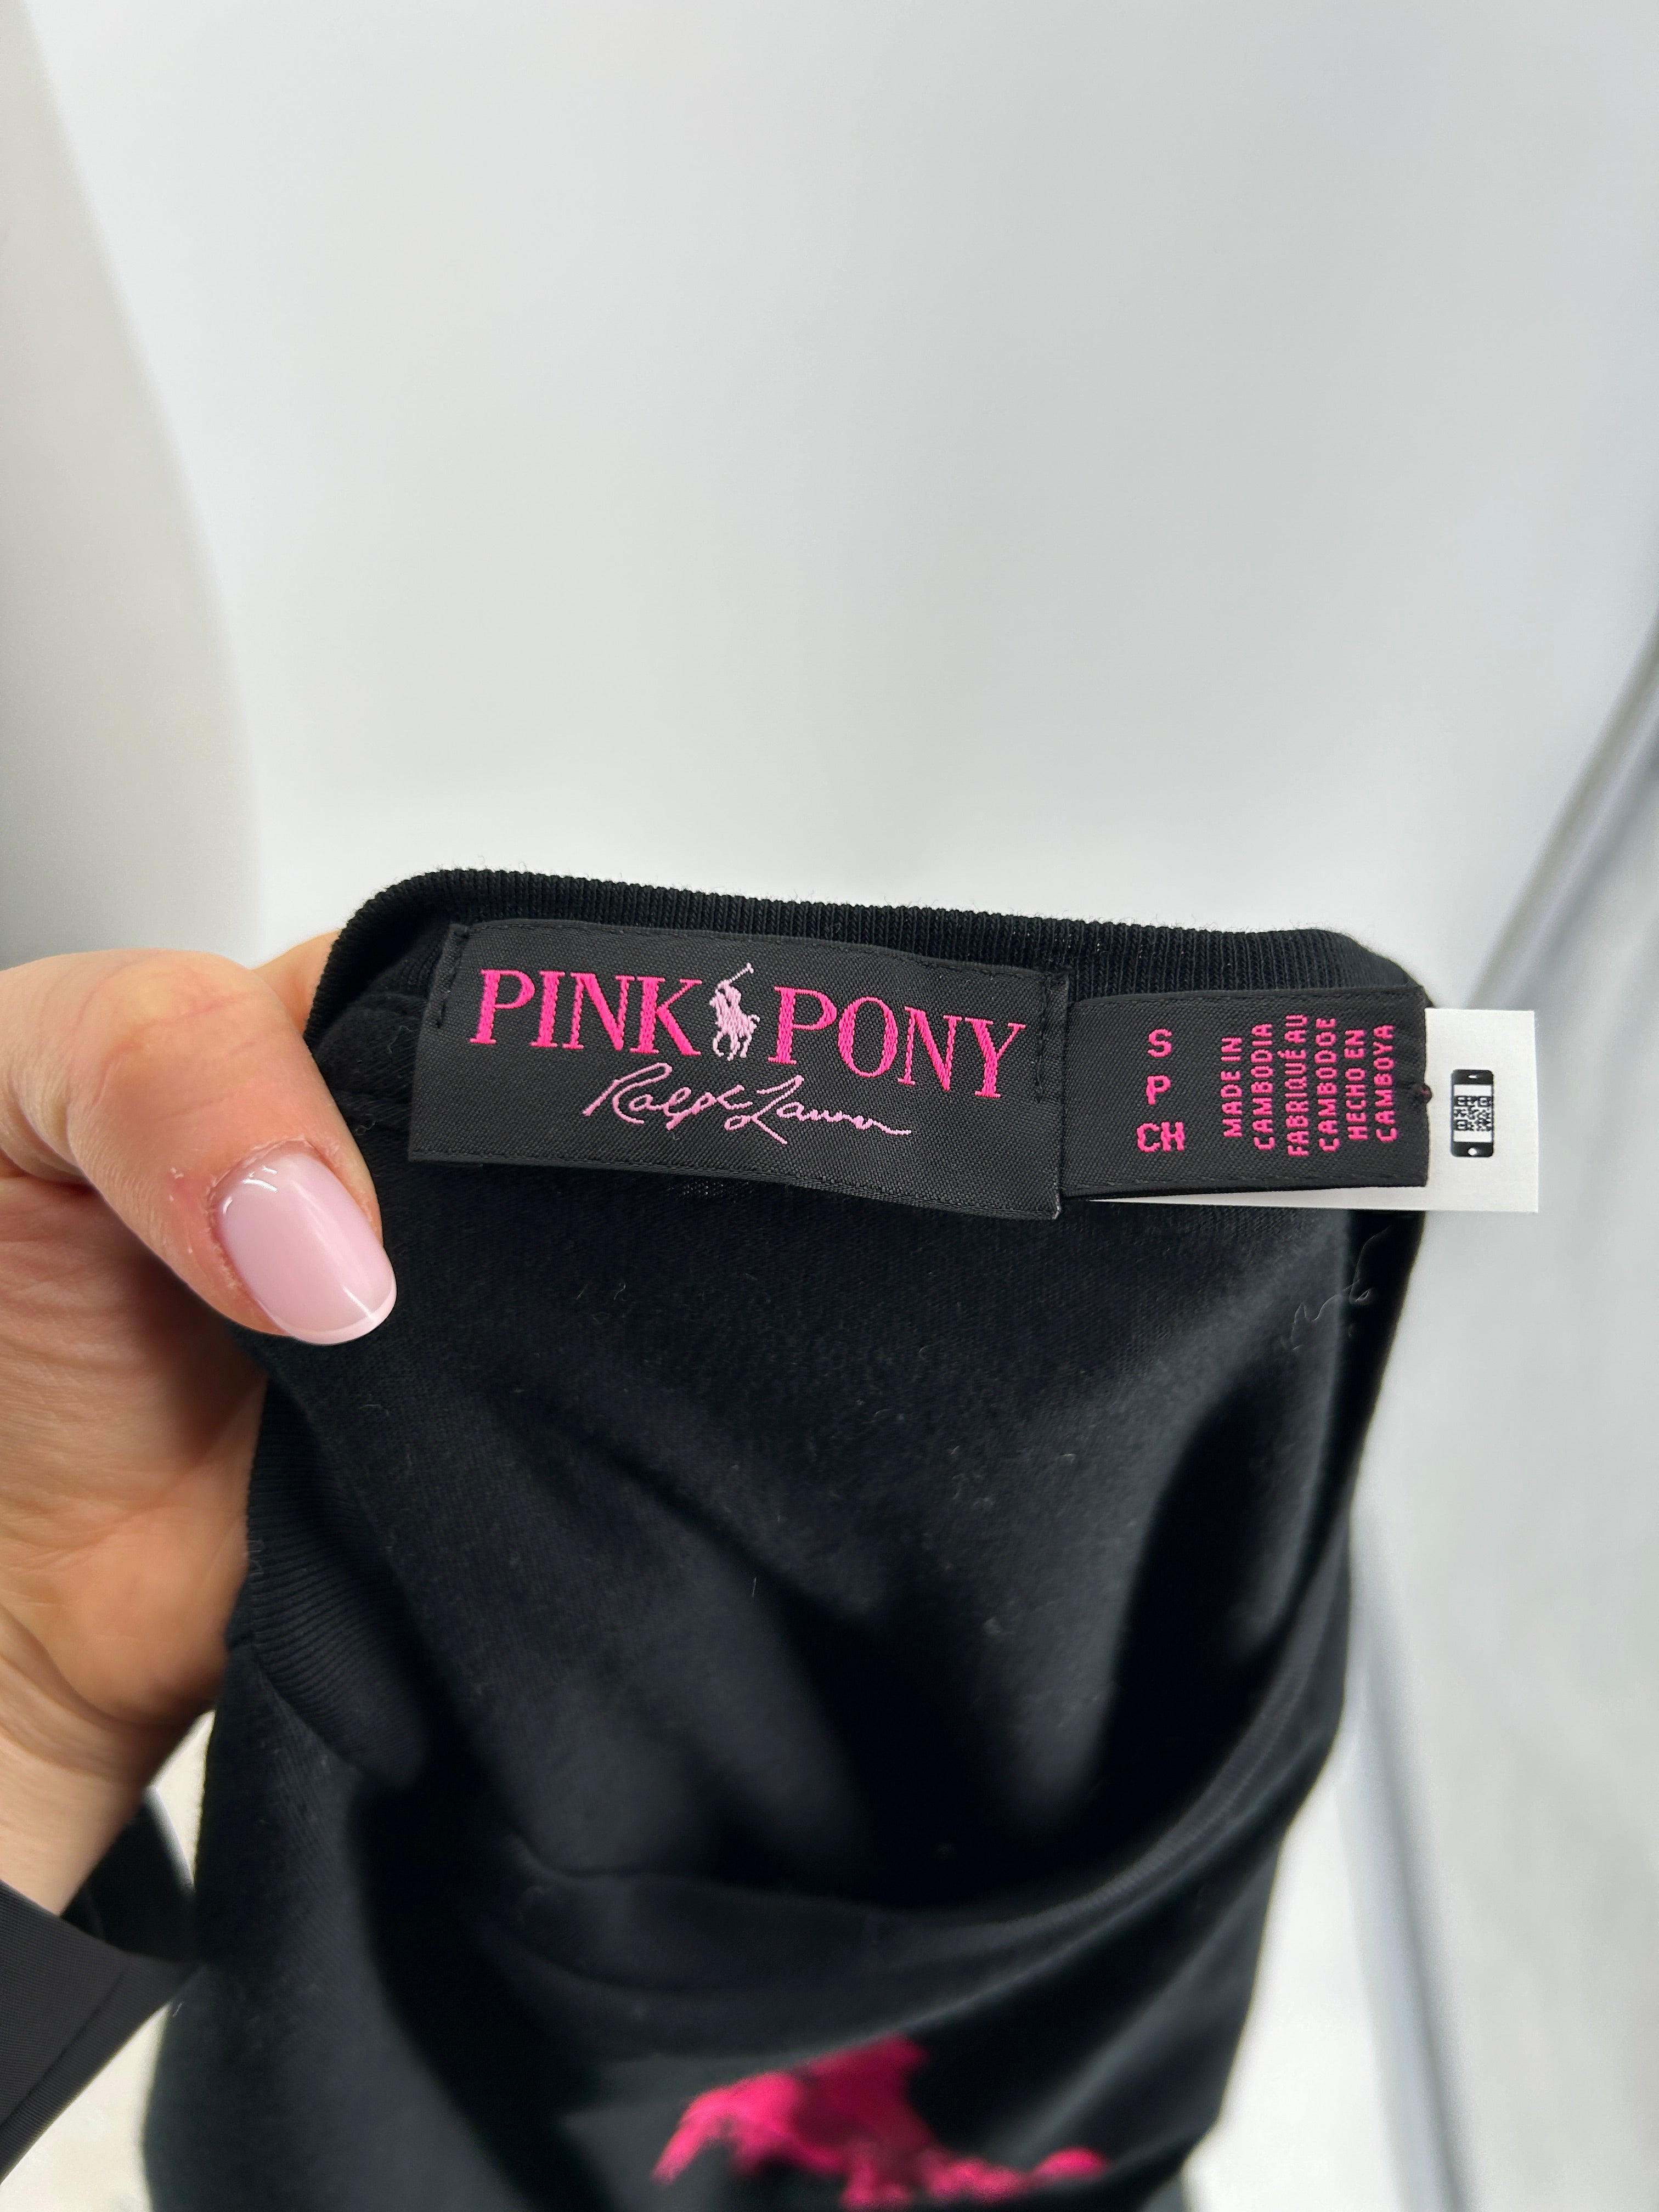 PINK PONY
Ralph Lauren
S
P
CH
MADE IN
CAMBODIA
FABRIQUÉ AU
CAMBODGE
HECHO EN
CAMBOYA